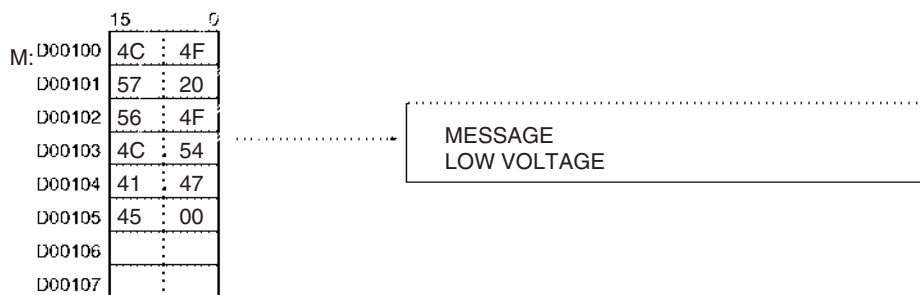 15 0
M: D00100 4C 4F
D00101 57 20
D00102 56 4F
D00103 4C 54
D00104 41 47
D00105 45 00
D00106
D00107
MESSAGE
LOW VOLTAGE